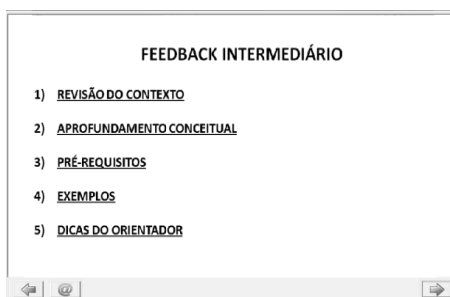 FEEDBACK INTERMEDIÁRIO
1) REVISÃO DO CONTEXTO
2) APROFUNDAMENTO CONCEITUAL
3) PRÉ-REQUISITOS
4) EXEMPLOS
5) DICAS DO ORIENTADOR
@